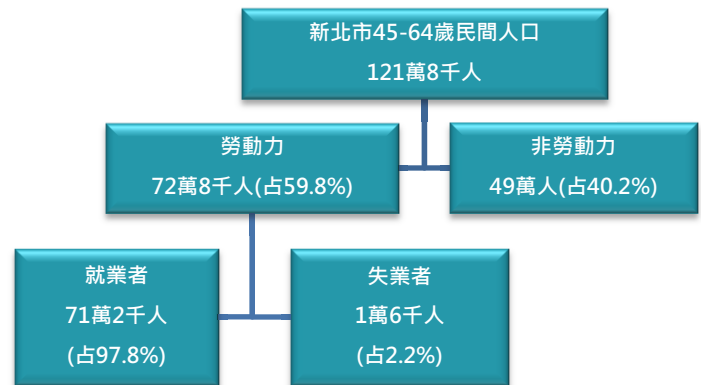 新北市45-64歲民間人口
121萬8千人
勞動力
72萬8千人(占59.8%)
非勞動力
49萬人(占40.2%)
就業者
71萬2千人
(占97.8%)
失業者
1萬6千人
(占2.2%)